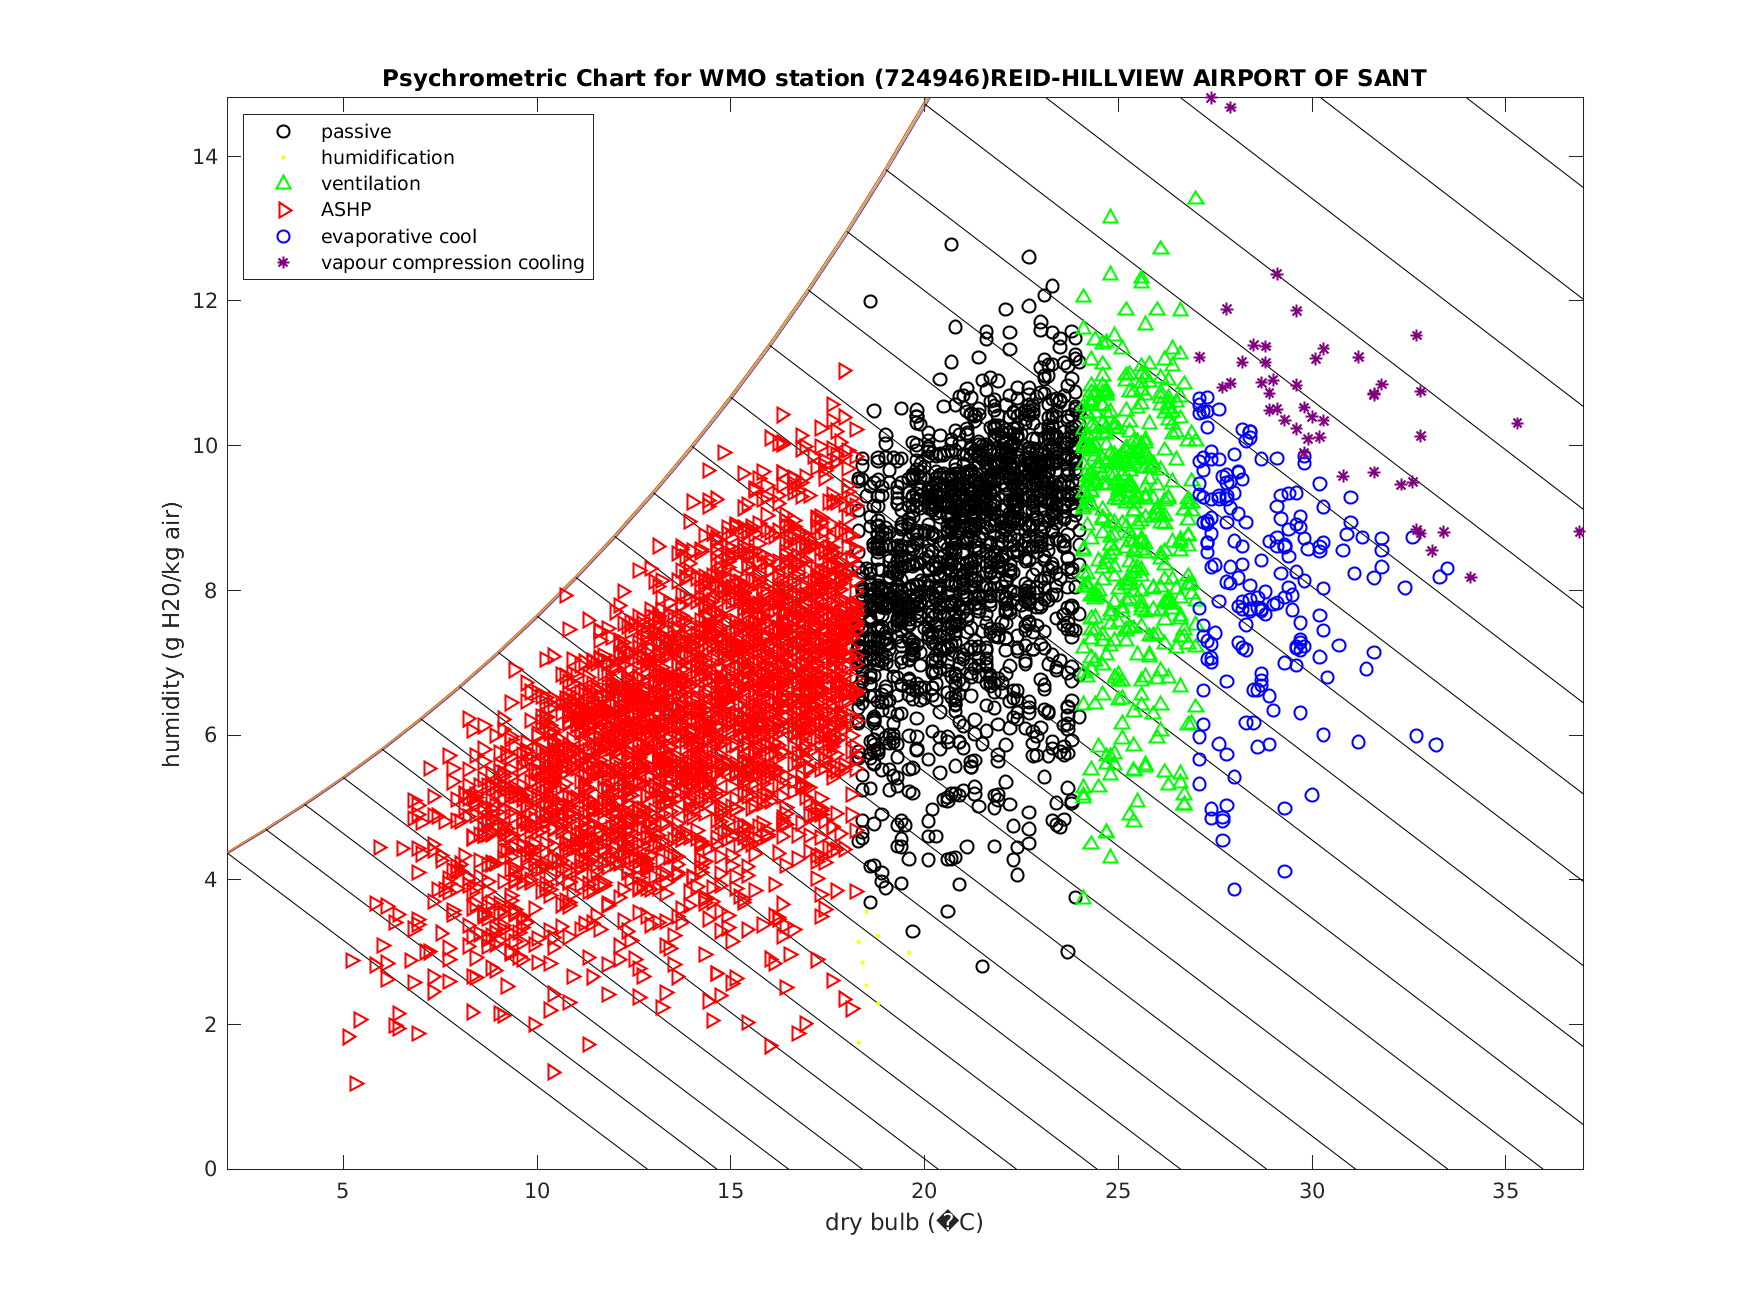 Psychrometric Chart for WMO station (724946)REID-HILLVIEW AIRPORT OF SANT
passive
humidification
ventilation
ASHP
evaporative cool
vapour compression cooling
humidity (g H20/kg air)
14
12
10
8
6
4
2
0
5 10 15 20 25 30 35
dry bulb (�C)